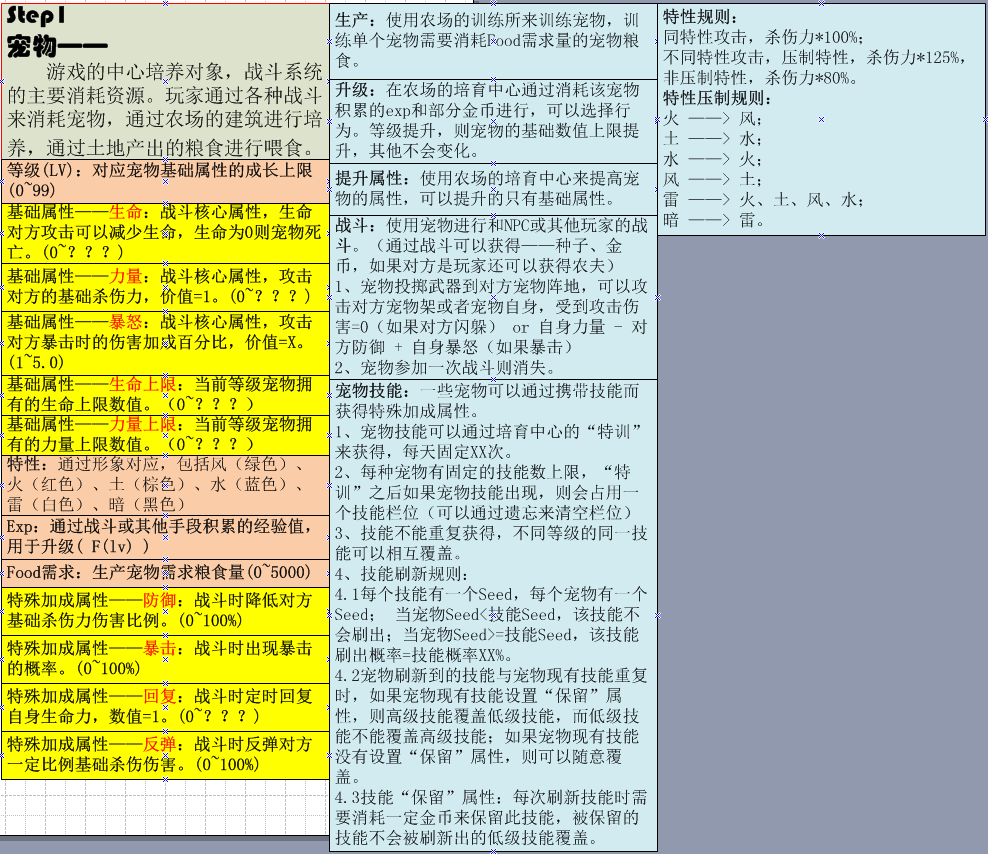 Step1
宠物——
游戏的中心培养对象，战斗系统
的主要消耗资源。玩家通过各种战斗
来消耗宠物，通过农场的建筑进行培
养，通过土地产出的粮食进行喂食。
等级(LV)：对应宠物基础属性的成长上限
(0~99)
基础属性——生命：战斗核心属性，生命
对方攻击可以减少生命，生命为0则宠物死
亡。(0~？？？)
基础属性——力量：战斗核心属性，攻击
对方的基础杀伤力，价值=1。(0~？？？)
基础属性——暴怒：战斗核心属性，攻击
对方暴击时的伤害加成百分比，价值=X。
(1~5.0)
基础属性——生命上限：当前等级宠物拥
有的生命上限数值。（0~？？？)
基础属性——力量上限：当前等级宠物拥
有的力量上限数值。（0~？？？)
特性：通过形象对应，包括风（绿色）、
火（红色）、土（棕色）、水（蓝色）、
雷（白色）、暗（黑色）
Exp：通过战斗或其他手段积累的经验值，
用于升级( F(lv) )
Food需求：生产宠物需求粮食量(0~5000)
特殊加成属性——防御：战斗时降低对方
基础杀伤力伤害比例。(0~100%)
特殊加成属性——暴击：战斗时出现暴击
的概率。(0~100%)
特殊加成属性——回复：战斗时定时回复
自身生命力，数值=1。(0~？？？)
特殊加成属性——反弹：战斗时反弹对方
一定比例基础杀伤伤害。(0~100%)
生产：使用农场的训练所来训练宠物，训
练单个宠物需要消耗Food需求量的宠物粮
食。
升级：在农场的培育中心通过消耗该宠物
积累的exp和部分金币进行，可以选择行
为。等级提升，则宠物的基础数值上限提
升，其他不会变化。
提升属性：使用农场的培育中心来提高宠
物的属性，可以提升的只有基础属性。
战斗：使用宠物进行和NPC或其他玩家的战
斗。（通过战斗可以获得——种子、金
币，如果对方是玩家还可以获得农夫）
1、宠物投掷武器到对方宠物阵地，可以攻
击对方宠物架或者宠物自身，受到攻击伤
害=0（如果对方闪躲） or 自身力量 - 对
方防御 + 自身暴怒（如果暴击）
2、宠物参加一次战斗则消失。
宠物技能：一些宠物可以通过携带技能而
获得特殊加成属性。
1、宠物技能可以通过培育中心的“特训”
来获得，每天固定XX次。
2、每种宠物有固定的技能数上限，“特
训”之后如果宠物技能出现，则会占用一
个技能栏位（可以通过遗忘来清空栏位）
3、技能不能重复获得，不同等级的同一技
能可以相互覆盖。
4、技能刷新规则：
4.1每个技能有一个Seed，每个宠物有一个
Seed； 当宠物Seed<技能Seed，该技能
不会刷出；当宠物Seed>=技能Seed，该技能
刷出概率=技能概率XX%。
4.2宠物刷新到的技能与宠物现有技能重复
时，如果宠物现有技能设置“保留”属
性，则高级技能覆盖低级技能，而低级技
能不能覆盖高级技能；如果宠物现有技能
没有设置“保留”属性，则可以随意覆
盖。
4.3技能“保留”属性：每次刷新技能时需
要消耗一定金币来保留此技能，被保留的
技能不会被刷新出的低级技能覆盖。
特性规则：
同特性攻击，杀伤力*100%；
不同特性攻击，压制特性，杀伤力*125%，
非压制特性，杀伤力*80%。
特性压制规则：
火 ——> 风；
土 ——> 水；
水 ——> 火；
风 ——> 土；
雷 ——> 火、土、风、水；
暗 ——> 雷。